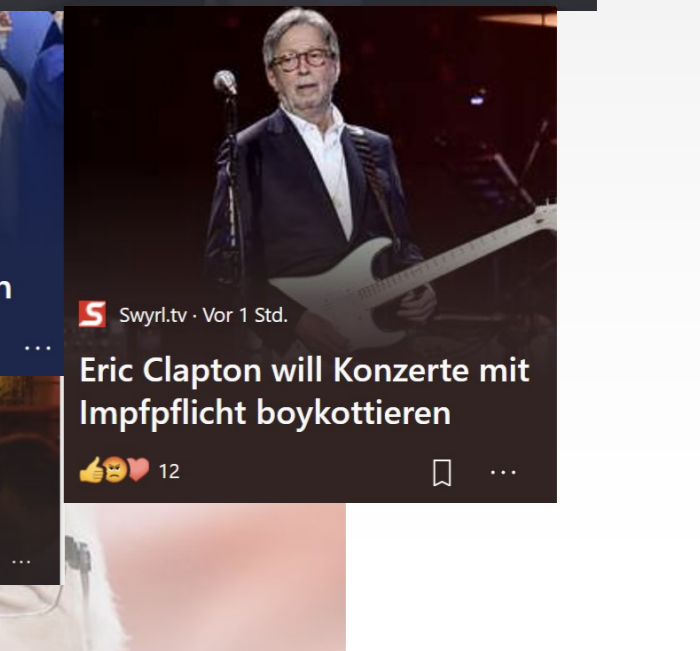 n
Swyrl.tv · Vor 1 Std.
Eric Clapton will Konzerte mit
Impfpflicht boykottieren
12